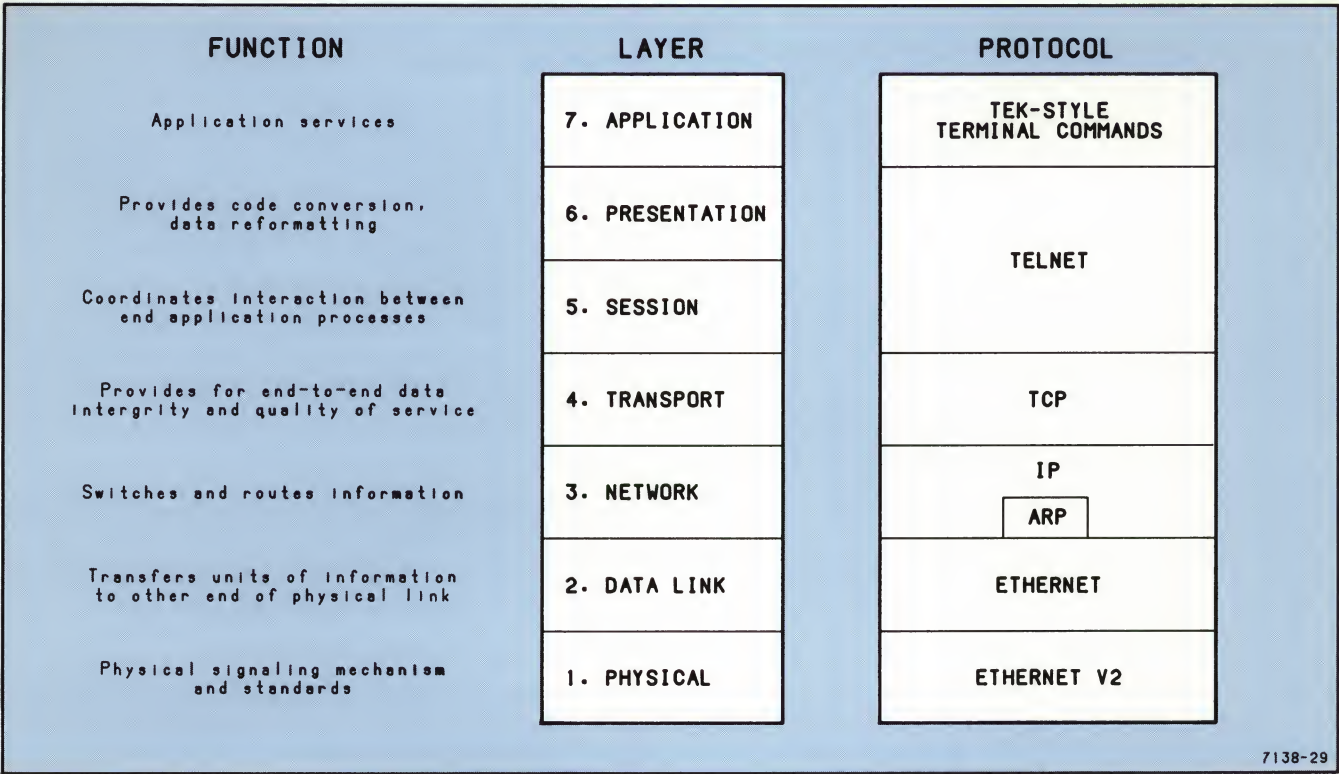 FUNCTION LAYER PROTOCOL
Application services
7. APPLICATION
TEK-STYLE
TERMINAL COMMANDS
Provides code conversion,
data reformatting
6. PRESENTATION
TELNET
Coordinates interaction between
end application processes
5. SESSION
Provides for end-to-end data
intergrity and quality of service
4. TRANSPORT
TCP
Switches and routes information
3. NETWORK
IP
ARP
Transfers units of information
to other end of physical link
2. DATA LINK
ETHERNET
Physical signaling mechanism
and standards
1. PHYSICAL
ETHERNET V2
7138-29